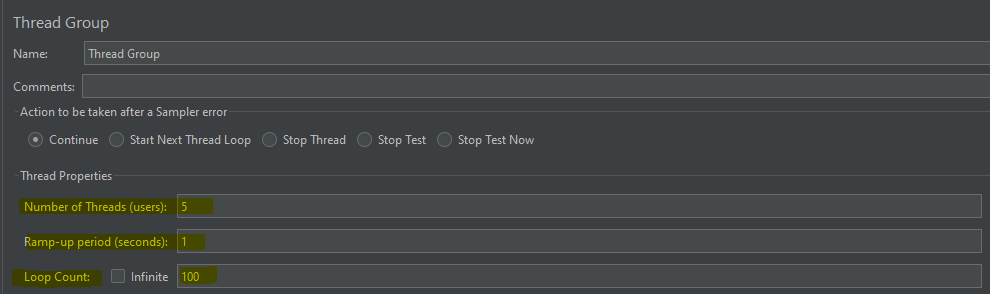 Thread Group
Name: Thread Group
Comments:
Action to be taken after a Sampler error
Continue Start Next Thread Loop Stop Thread Stop Test Stop Test Now
Thread Properties
Number of Threads (users): 5
Ramp-up period (seconds): 1
Loop Count: Infinite 100